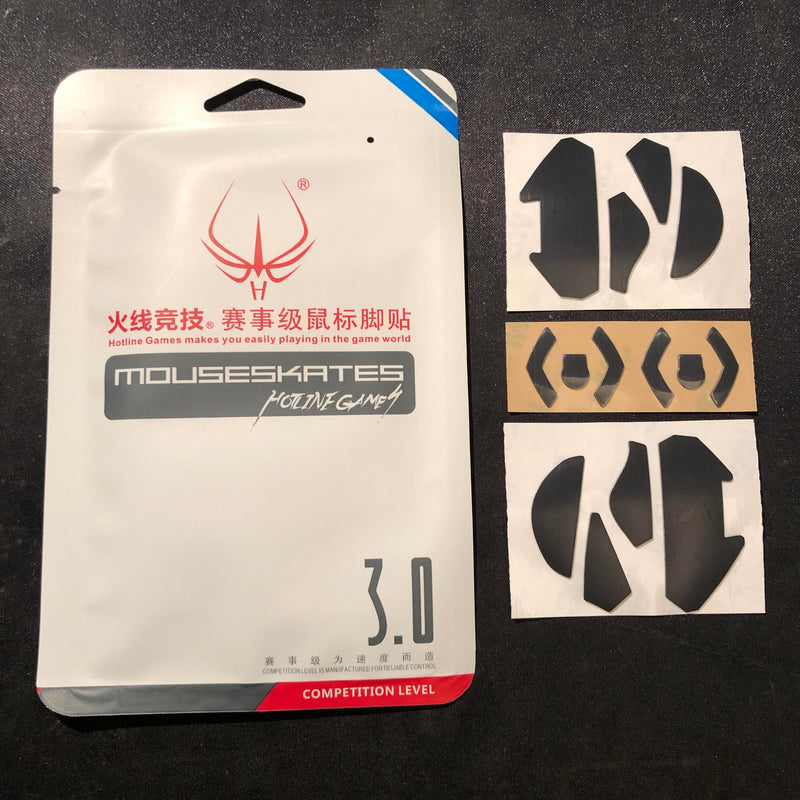 ®
火线竞技® 赛事级鼠标脚贴
Hotline Games makes you easily playing in the game world
MOUSESKATES
HOTLINE GAMES
3.0
赛事级为速度而造
COMPETITION LEVEL IS MANUFACTURED FOR RELIABLE CONTROL
COMPETITION LEVEL